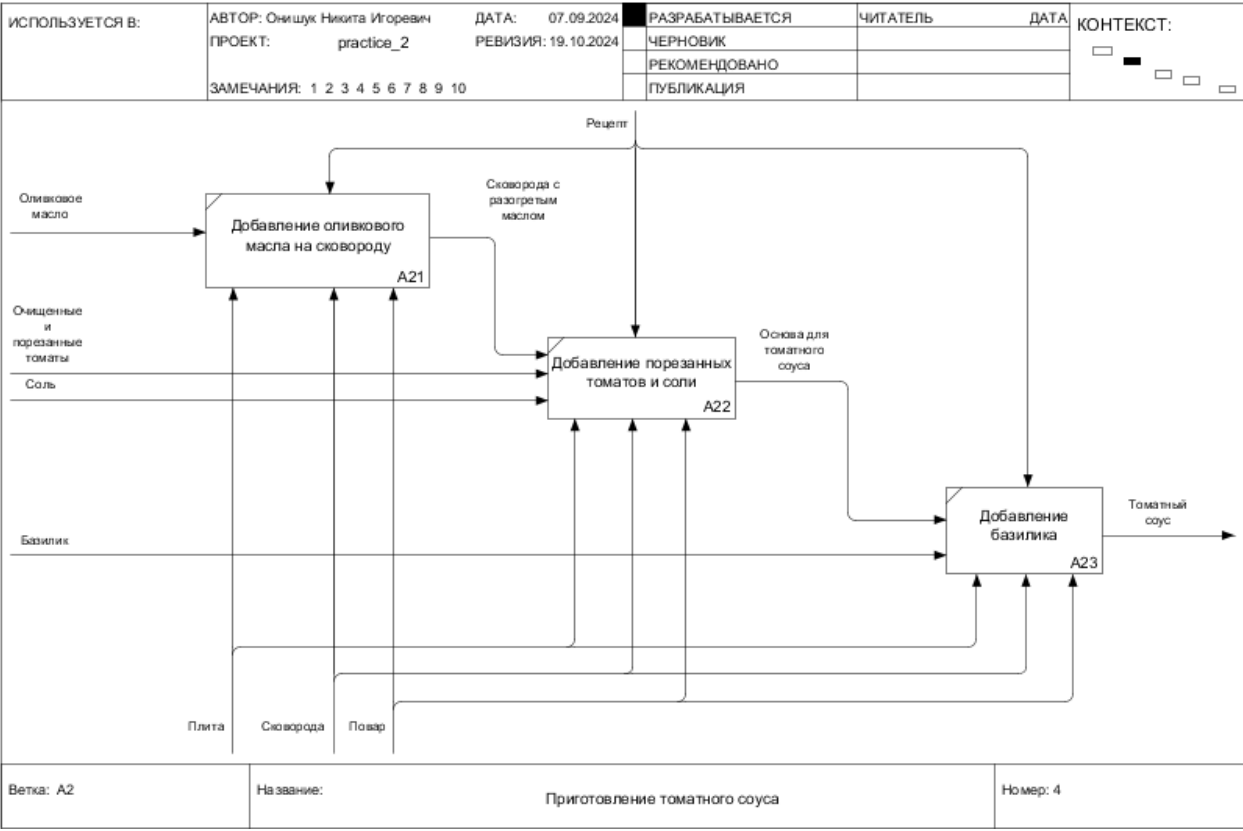 ИСПОЛЬЗУЕТСЯ В:
АВТОР: Онишук Никита Игоревич
ДАТА: 07.09.2024
ПРОЕКТ: practice_2
РЕВИЗИЯ: 19.10.2024
ЗАМЕЧАНИЯ: 1 2 3 4 5 6 7 8 9 10
РАЗРАБАТЫВАЕТСЯ
ЧЕРНОВИК
РЕКОМЕНДОВАНО
ПУБЛИКАЦИЯ
ЧИТАТЕЛЬ
ДАТА
КОНТЕКСТ:
Рецепт
Оливковое
масло
Добавление оливкового
масла на сковороду
A21
Сковорода с
разогретым
маслом
Очищенные
и
порезанные
томаты
Соль
Добавление порезанных
томатов и соли
A22
Основа для
томатного
соуса
Базилик
Добавление
базилика
A23
Томатный
соус
Плита
Сковорода
Повар
Ветка: A2
Название:
Приготовление томатного соуса
Номер: 4